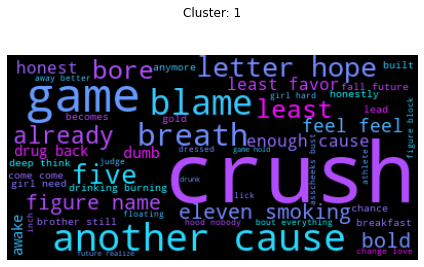 Cluster: 1
honest bore letter hope
anymore built
away better girl hard honestly
game blame least favor fall future
becomes gold least lead
already breath feel feel
drug back dumb enough cause figure block
deep think judge dressed game hold
come come five crush athlete
girl need drinking burning asscheeks bust
figure name drunk lick chance
awake inch eleven smoking breakfast
brother still floating hood nobody bout everything
another cause bold
future realize change love